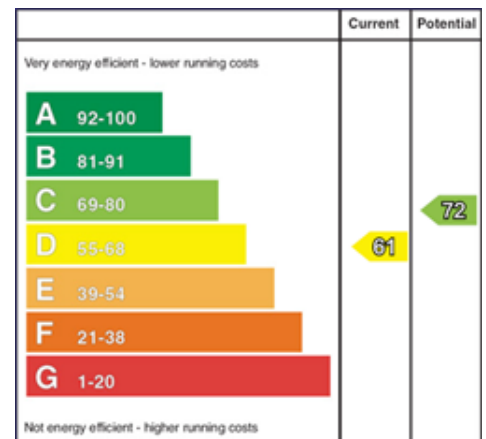 Current Potential
Very energy efficient - lower running costs
A 92-100
B 81-91
C 69-80
72
D 55-68
61
E 39-54
F 21-38
G 1-20
Not energy efficient - higher running costs